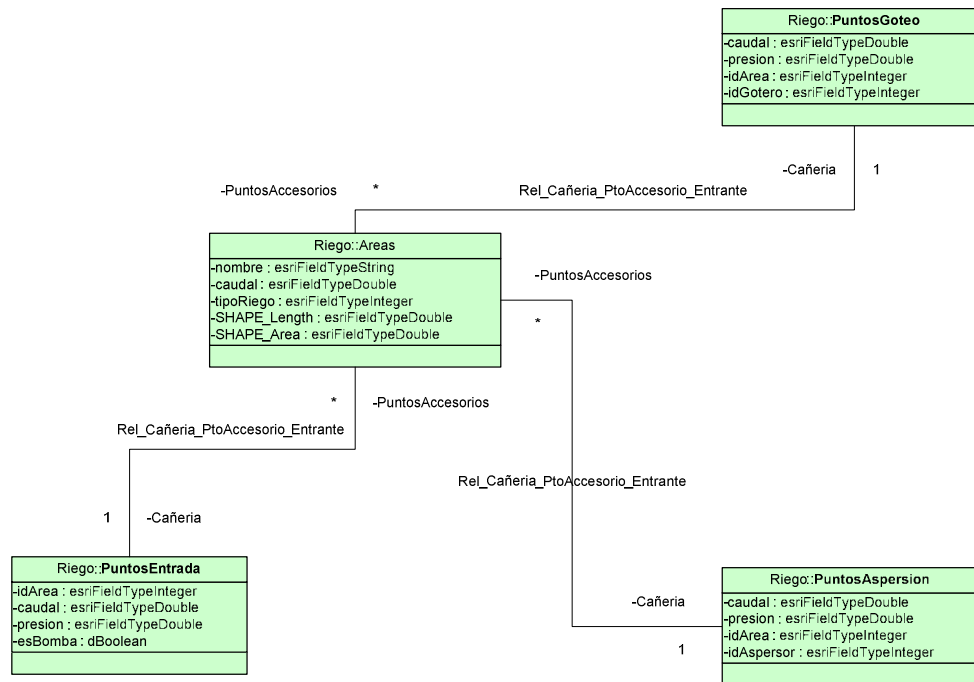 Riego::PuntosGoteo
-caudal : esriFieldTypeDouble
-presion : esriFieldTypeDouble
-idArea : esriFieldTypeInteger
-idGotero : esriFieldTypeInteger
-Cañeria
1
-PuntosAccesorios
*
Rel_Cañeria_PtoAccesorio_Entrante
Riego::Areas
-nombre : esriFieldTypeString
-caudal : esriFieldTypeDouble
-tipoRiego : esriFieldTypeInteger
-SHAPE_Length : esriFieldTypeDouble
-SHAPE_Area : esriFieldTypeDouble
-PuntosAccesorios
*
*
-PuntosAccesorios
Rel_Cañeria_PtoAccesorio_Entrante
Rel_Cañeria_PtoAccesorio_Entrante
1
-Cañeria
Riego::PuntosEntrada
-idArea : esriFieldTypeInteger
-caudal : esriFieldTypeDouble
-presion : esriFieldTypeDouble
-esBomba : dBoolean
-Cañeria
1
Riego::PuntosAspersion
-caudal : esriFieldTypeDouble
-presion : esriFieldTypeDouble
-idArea : esriFieldTypeInteger
-idAspersor : esriFieldTypeInteger